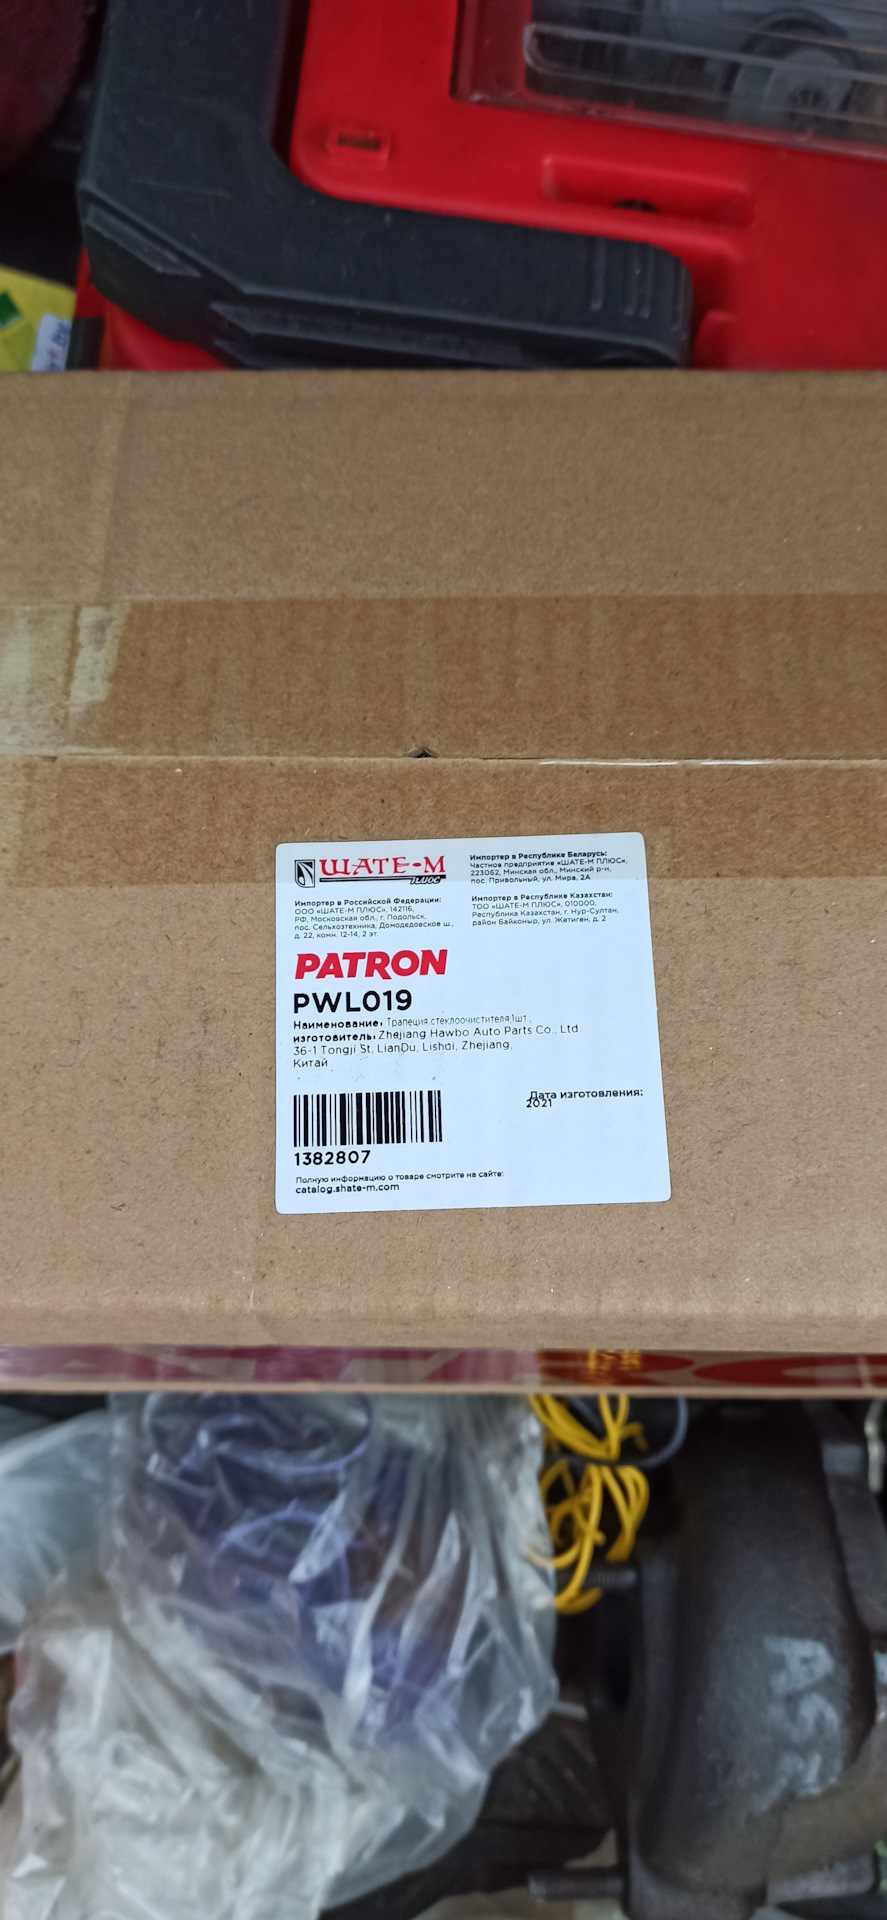 ШАТЕ-М
ПЛЮС
Импортер в Российской Федерации:
ООО «ШАТЕ-М ПЛЮС», 142116,
РФ, Московская обл., г. Подольск,
пос. Сельхозтехника, Домодедовское ш.,
д. 22, комн. 12-14, 2 эт.
Импортер в Республике Беларусь:
Частное предприятие «ШАТЕ-М ПЛЮС»,
223062, Минская обл., Минский р-н,
пос. Привольный, ул. Мира, 2А
Импортер в Республике Казахстан:
ТОО «ШАТЕ-М ПЛЮС», 010000,
Республика Казахстан, г. Нур-Султан,
район Байконыр, ул. Жетиген, д. 2
PATRON
PWL019
Наименование: Трапеция стеклоочистителя;1шт.;
изготовитель: Zhejiang Hawbo Auto Parts Co., Ltd
36-1 Tongji St, LianDu, Lishui, Zhejiang,
Китай
Дата изготовления:
2021
1382807
Полную информацию о товаре смотрите на сайте:
catalog.shate-m.com